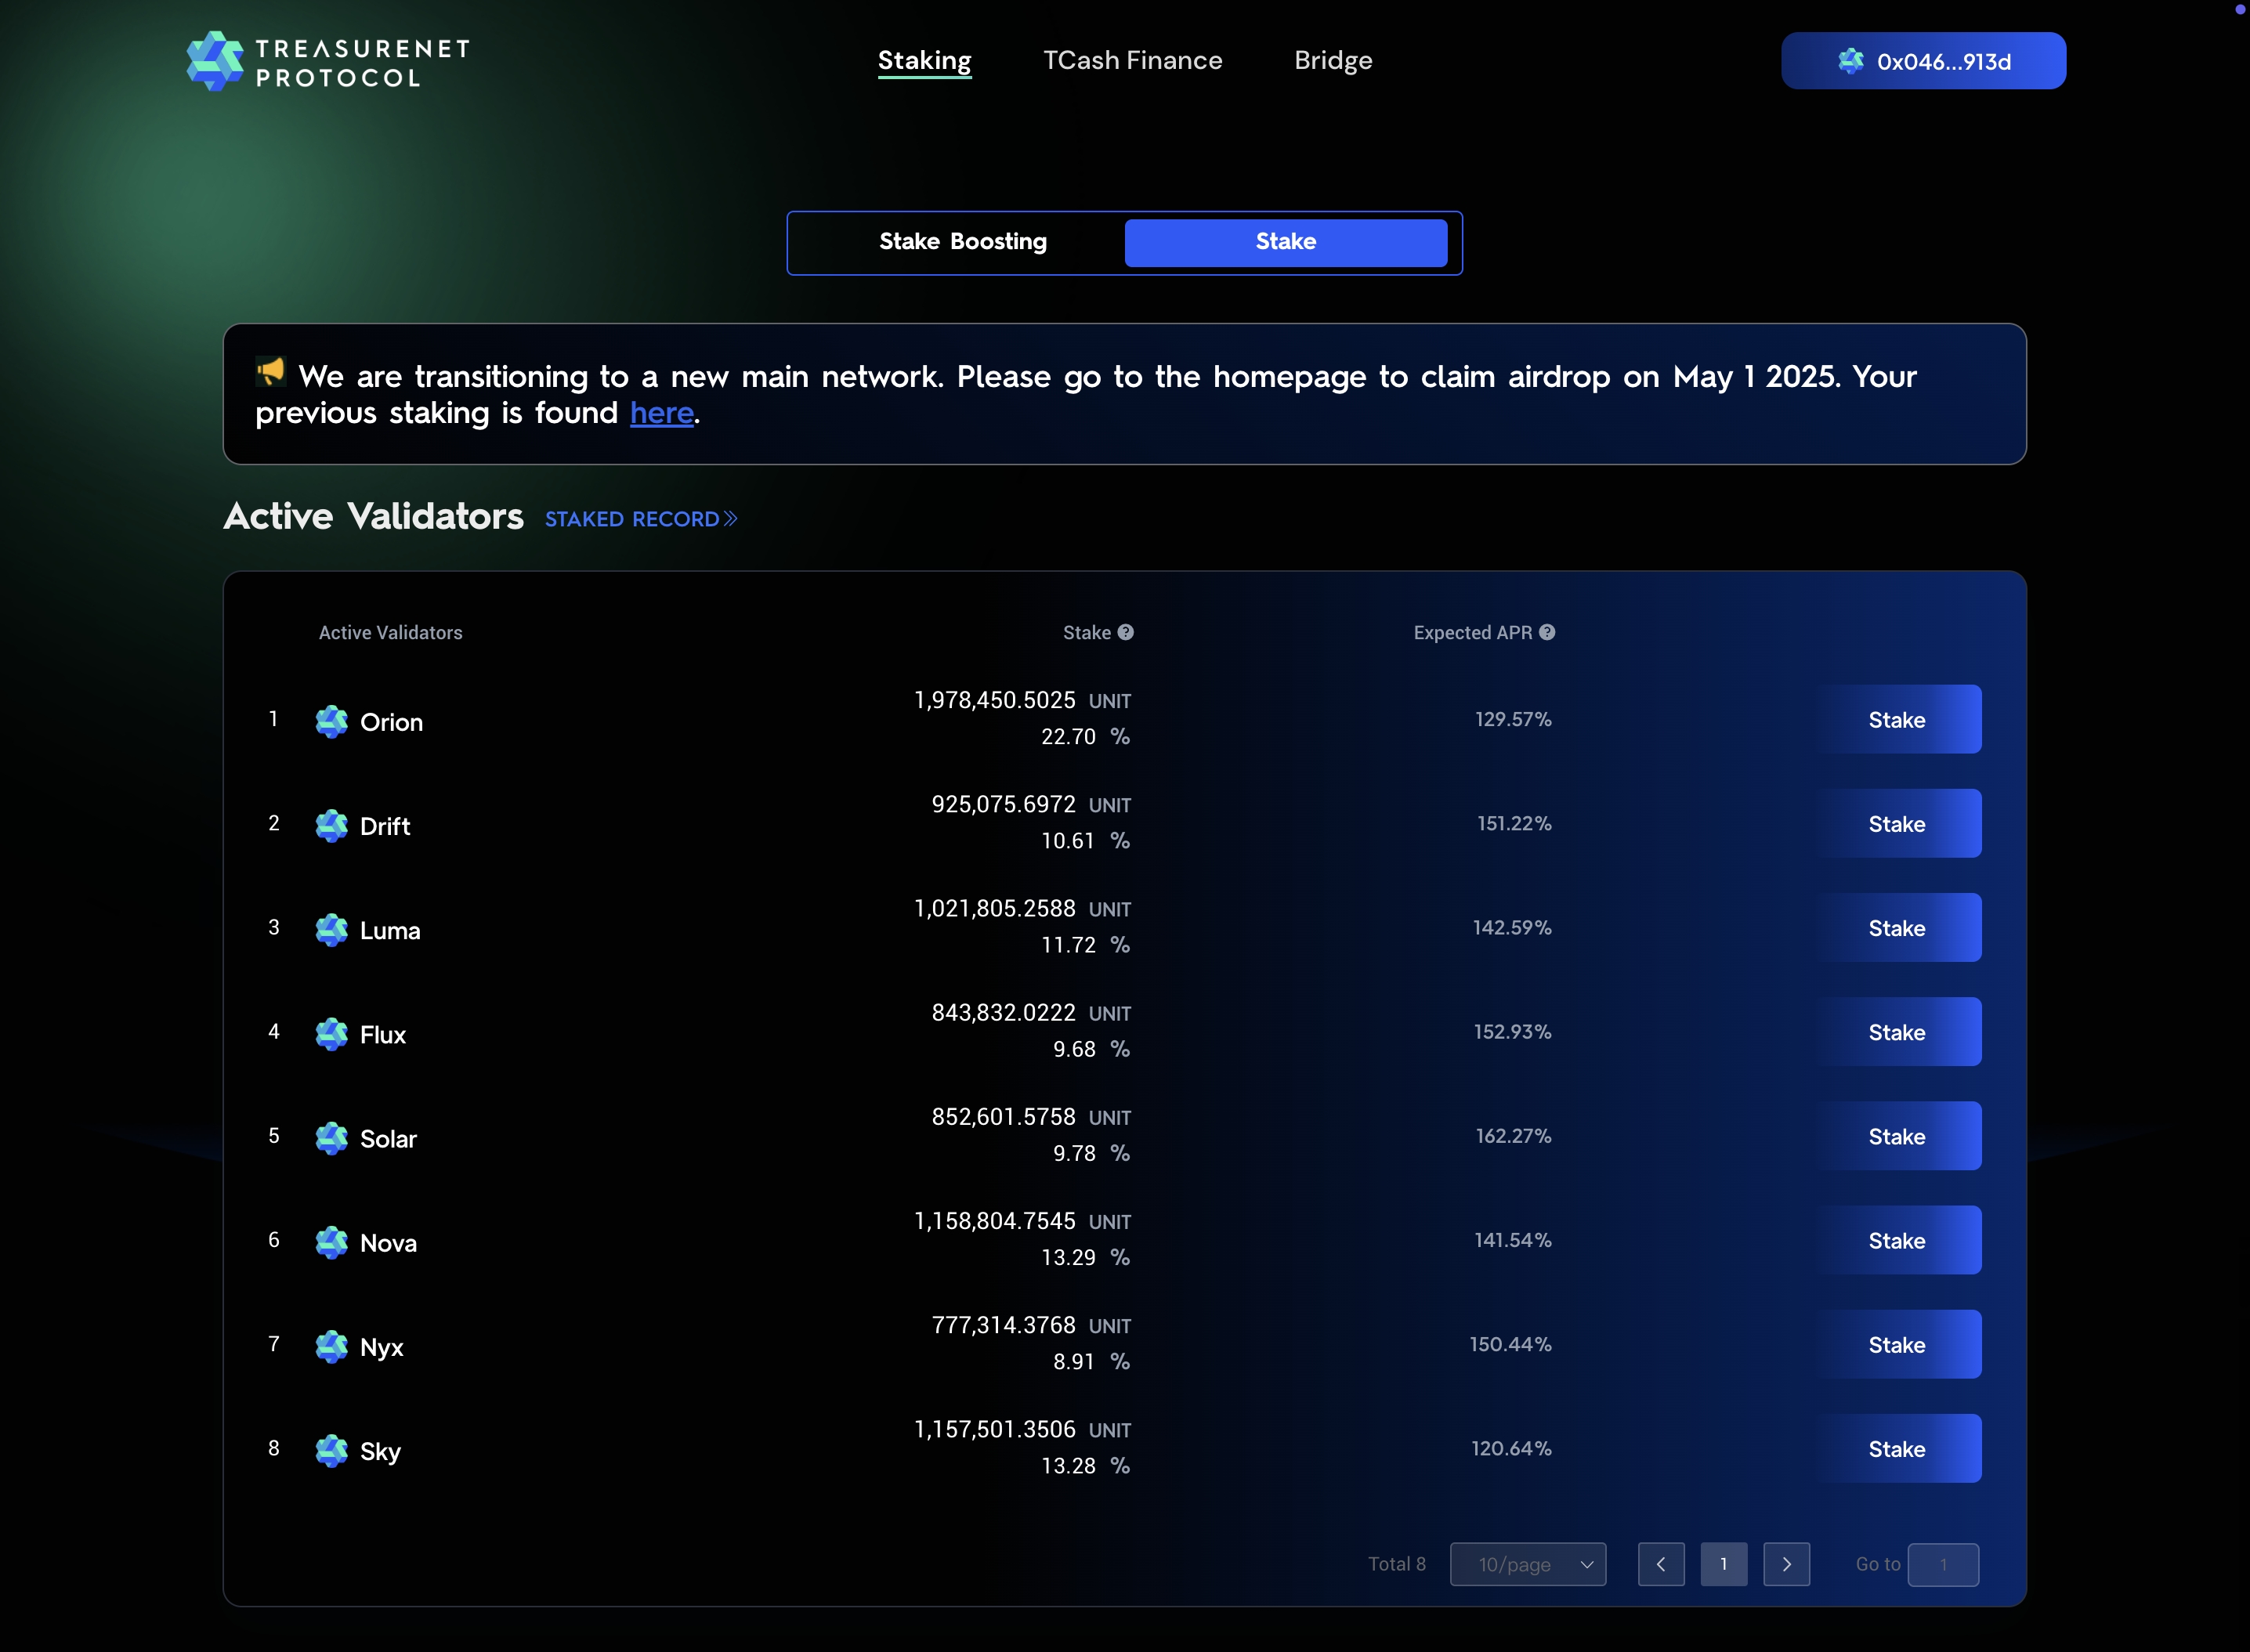 TREASURENET
PROTOCOL
Staking TCash Finance Bridge
0x046...913d
Stake Boosting Stake
We are transitioning to a new main network. Please go to the homepage to claim airdrop on May 1 2025. Your
previous staking is found here.
Active Validators STAKED RECORD
Active Validators Stake ? Expected APR ?
1 Orion 1,978,450.5025 UNIT 129.57% Stake
22.70 %
2 Drift 925,075.6972 UNIT 151.22% Stake
10.61 %
3 Luma 1,021,805.2588 UNIT 142.59% Stake
11.72 %
4 Flux 843,832.0222 UNIT 152.93% Stake
9.68 %
5 Solar 852,601.5758 UNIT 162.27% Stake
9.78 %
6 Nova 1,158,804.7545 UNIT 141.54% Stake
13.29 %
7 Nyx 777,314.3768 UNIT 150.44% Stake
8.91 %
8 Sky 1,157,501.3506 UNIT 120.64% Stake
13.28 %
Total 8 10/page 1 Go to 1